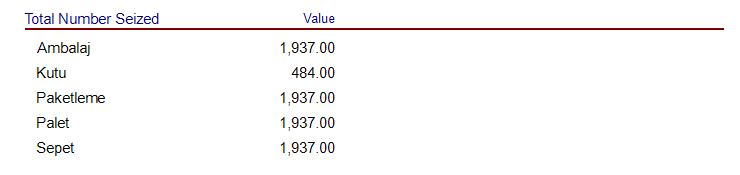 Total Number Seized Value
Ambalaj 1,937.00
Kutu 484.00
Paketleme 1,937.00
Palet 1,937.00
Sepet 1,937.00